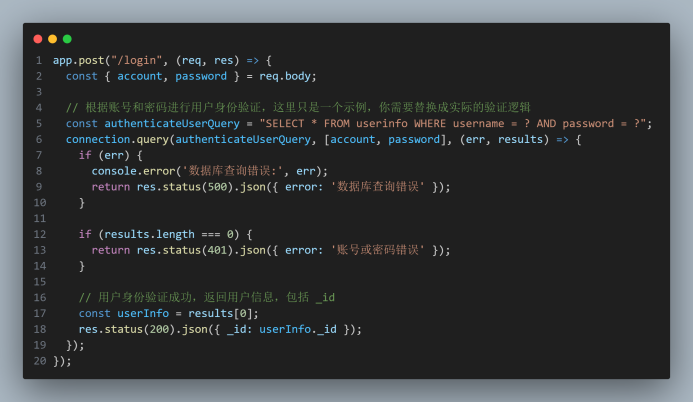 1 app.post("/login", (req, res) => {
2   const { account, password } = req.body;
3
4   // 根据账号和密码进行用户身份验证，这里只是一个示例，你需要替换成实际的验证逻辑
5   const authenticateUserQuery = "SELECT * FROM userinfo WHERE username = ? AND password = ?";
6   connection.query(authenticateUserQuery, [account, password], (err, results) => {
7     if (err) {
8       console.error('数据库查询错误:', err);
9       return res.status(500).json({ error: '数据库查询错误' });
10     }
11
12     if (results.length === 0) {
13       return res.status(401).json({ error: '账号或密码错误' });
14     }
15
16     // 用户身份验证成功，返回用户信息，包括 _id
17     const userInfo = results[0];
18     res.status(200).json({ _id: userInfo._id });
19   });
20 });